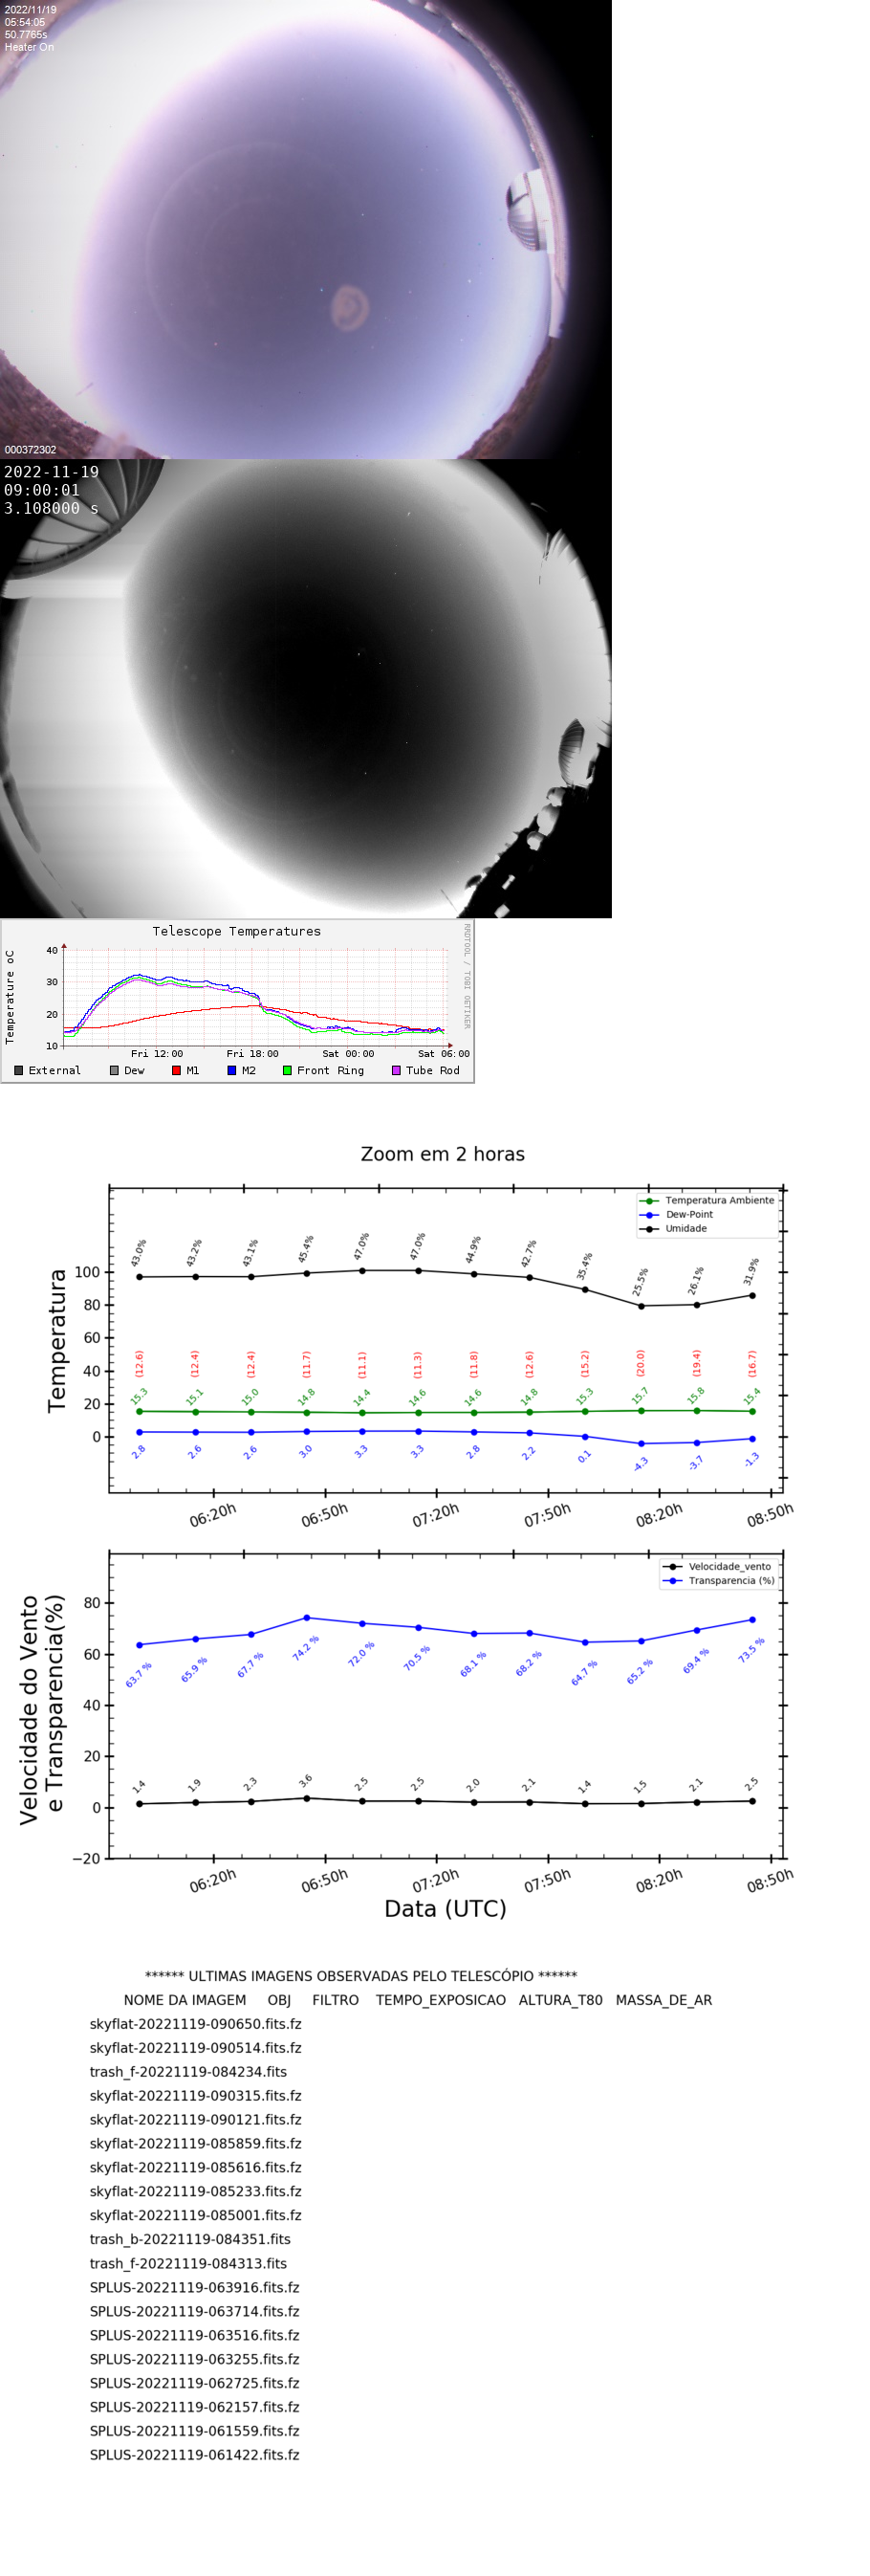 2022/11/19
05:54:05
50.7765s
Heater On
000372302
2022-11-19
09:00:01
3.108000 s
Telescope Temperatures
RRDTOOL / TOBI OETIKER
Temperature oC
40
30
20
10
Fri 12:00 Fri 18:00 Sat 00:00 Sat 06:00
External Dew M1 M2 Front Ring Tube Rod
Zoom em 2 horas
Temperatura Ambiente
Dew-Point
Umidade
Temperatura
100
80
60
40
20
0
43.0% 43.2% 43.1% 45.4% 47.0% 47.0% 44.9% 42.7% 35.4% 25.5% 26.1% 31.9%
(12.6) (12.4) (12.4) (11.7) (11.1) (11.3) (11.8) (12.6) (15.2) (20.0) (19.4) (16.7)
15.3 15.1 15.0 14.8 14.4 14.6 14.6 14.8 15.3 15.7 15.8 15.4
2.8 2.6 2.6 3.0 3.3 3.3 2.8 2.2 0.1 -4.3 -3.7 -1.3
06:20h 06:50h 07:20h 07:50h 08:20h 08:50h
Velocidade_vento
Transparencia (%)
Velocidade do Vento
e Transparencia(%)
80
60
40
20
0
−20
63.7 % 65.9 % 67.7 % 74.2 % 72.0 % 70.5 % 68.1 % 68.2 % 64.7 % 65.2 % 69.4 % 73.5 %
1.4 1.9 2.3 3.6 2.5 2.5 2.0 2.1 1.4 1.5 2.1 2.5
06:20h 06:50h 07:20h 07:50h 08:20h 08:50h
Data (UTC)
****** ULTIMAS IMAGENS OBSERVADAS PELO TELESCÓPIO ******
NOME DA IMAGEM OBJ FILTRO TEMPO_EXPOSICAO ALTURA_T80 MASSA_DE_AR
skyflat-20221119-090650.fits.fz
skyflat-20221119-090514.fits.fz
trash_f-20221119-084234.fits
skyflat-20221119-090315.fits.fz
skyflat-20221119-090121.fits.fz
skyflat-20221119-085859.fits.fz
skyflat-20221119-085616.fits.fz
skyflat-20221119-085233.fits.fz
skyflat-20221119-085001.fits.fz
trash_b-20221119-084351.fits
trash_f-20221119-084313.fits
SPLUS-20221119-063916.fits.fz
SPLUS-20221119-063714.fits.fz
SPLUS-20221119-063516.fits.fz
SPLUS-20221119-063255.fits.fz
SPLUS-20221119-062725.fits.fz
SPLUS-20221119-062157.fits.fz
SPLUS-20221119-061559.fits.fz
SPLUS-20221119-061422.fits.fz